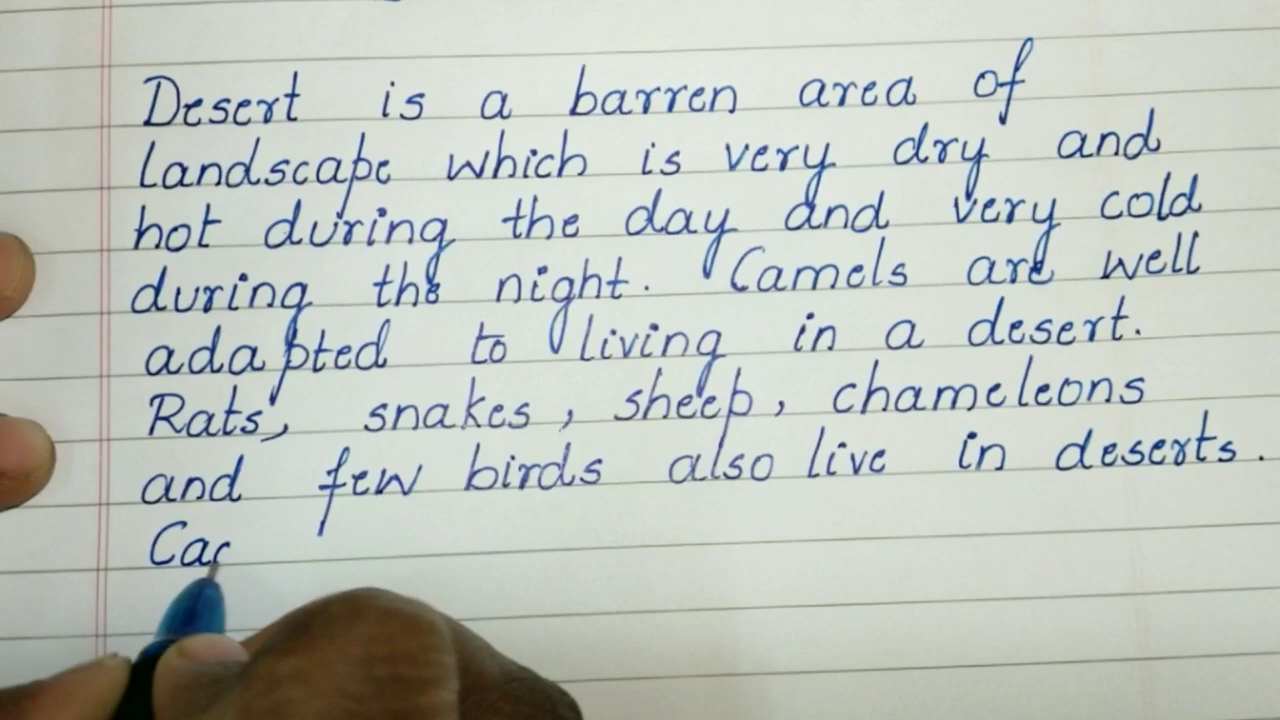 Desert is a barren area of
landscape which is very dry and
hot during the day and very cold
during the night. Camels are well
adapted to living in a desert.
Rats, snakes, sheep, chameleons
and few birds also live in deserts.
Cac